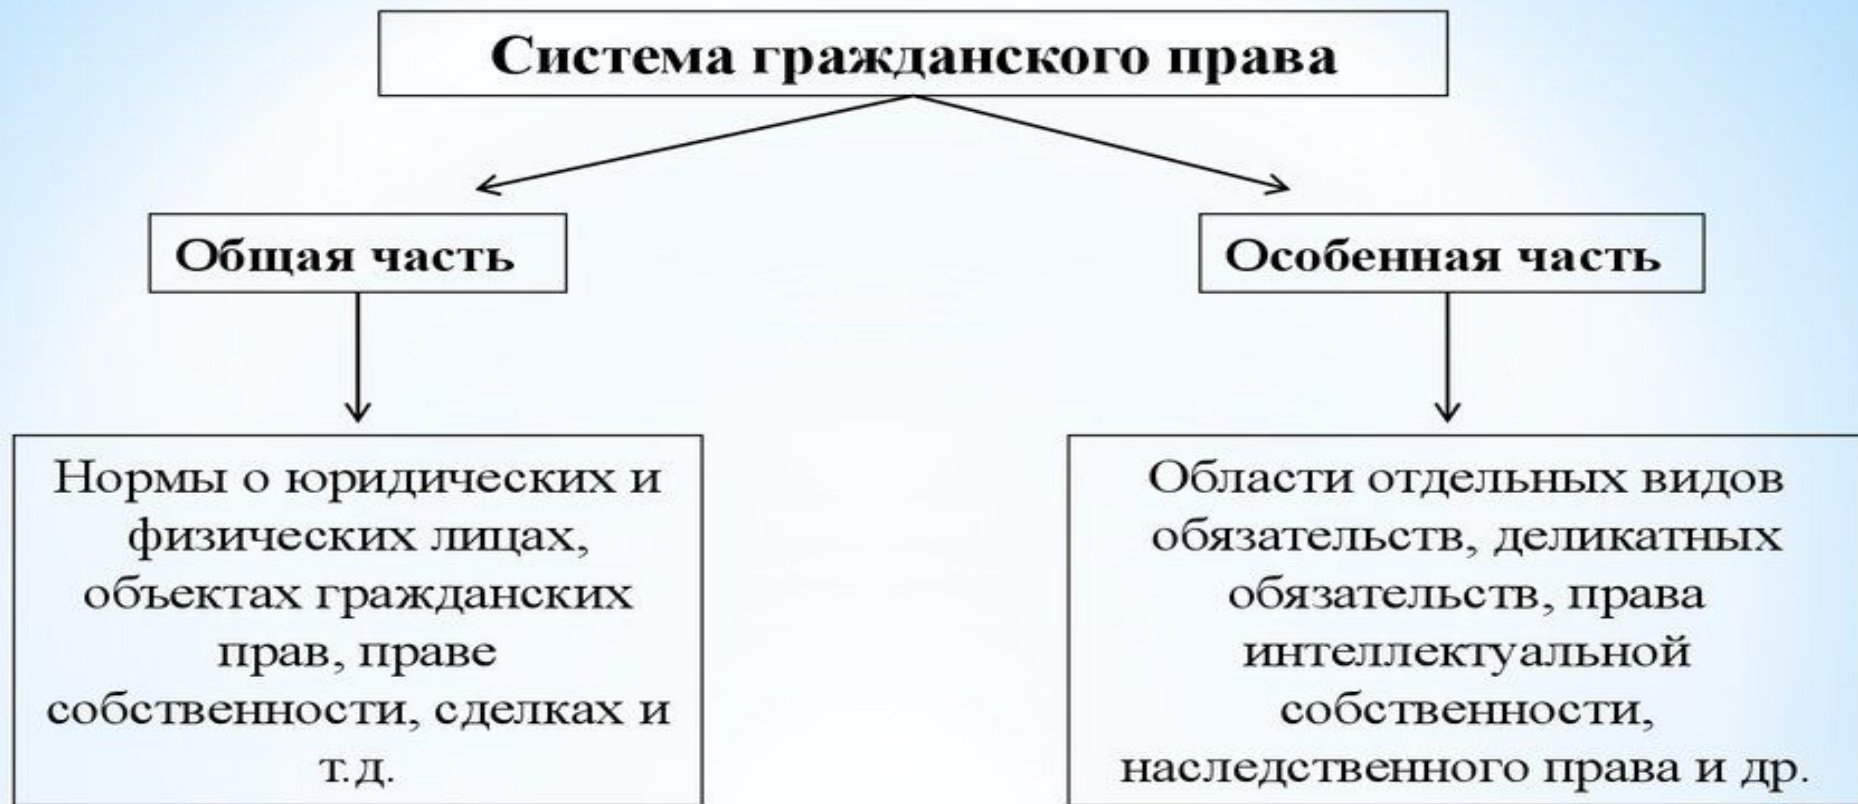 Система гражданского права
Общая часть
Особенная часть
Нормы о юридических и
физических лицах,
объектах гражданских
прав, праве
собственности, сделках и
т.д.
Области отдельных видов
обязательств, деликатных
обязательств, права
интеллектуальной
собственности,
наследственного права и др.